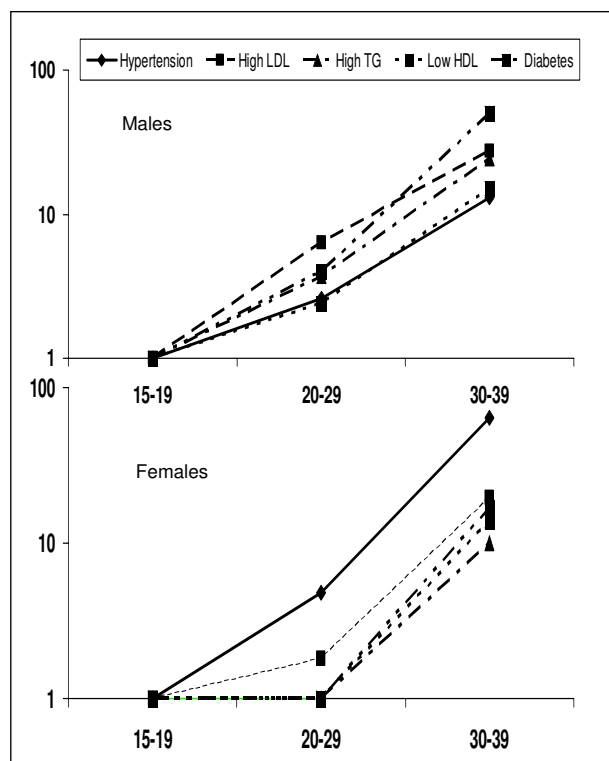 Hypertension High LDL High TG Low HDL Diabetes
100
Males
10
1
15-19 20-29 30-39
100
Females
10
1
15-19 20-29 30-39